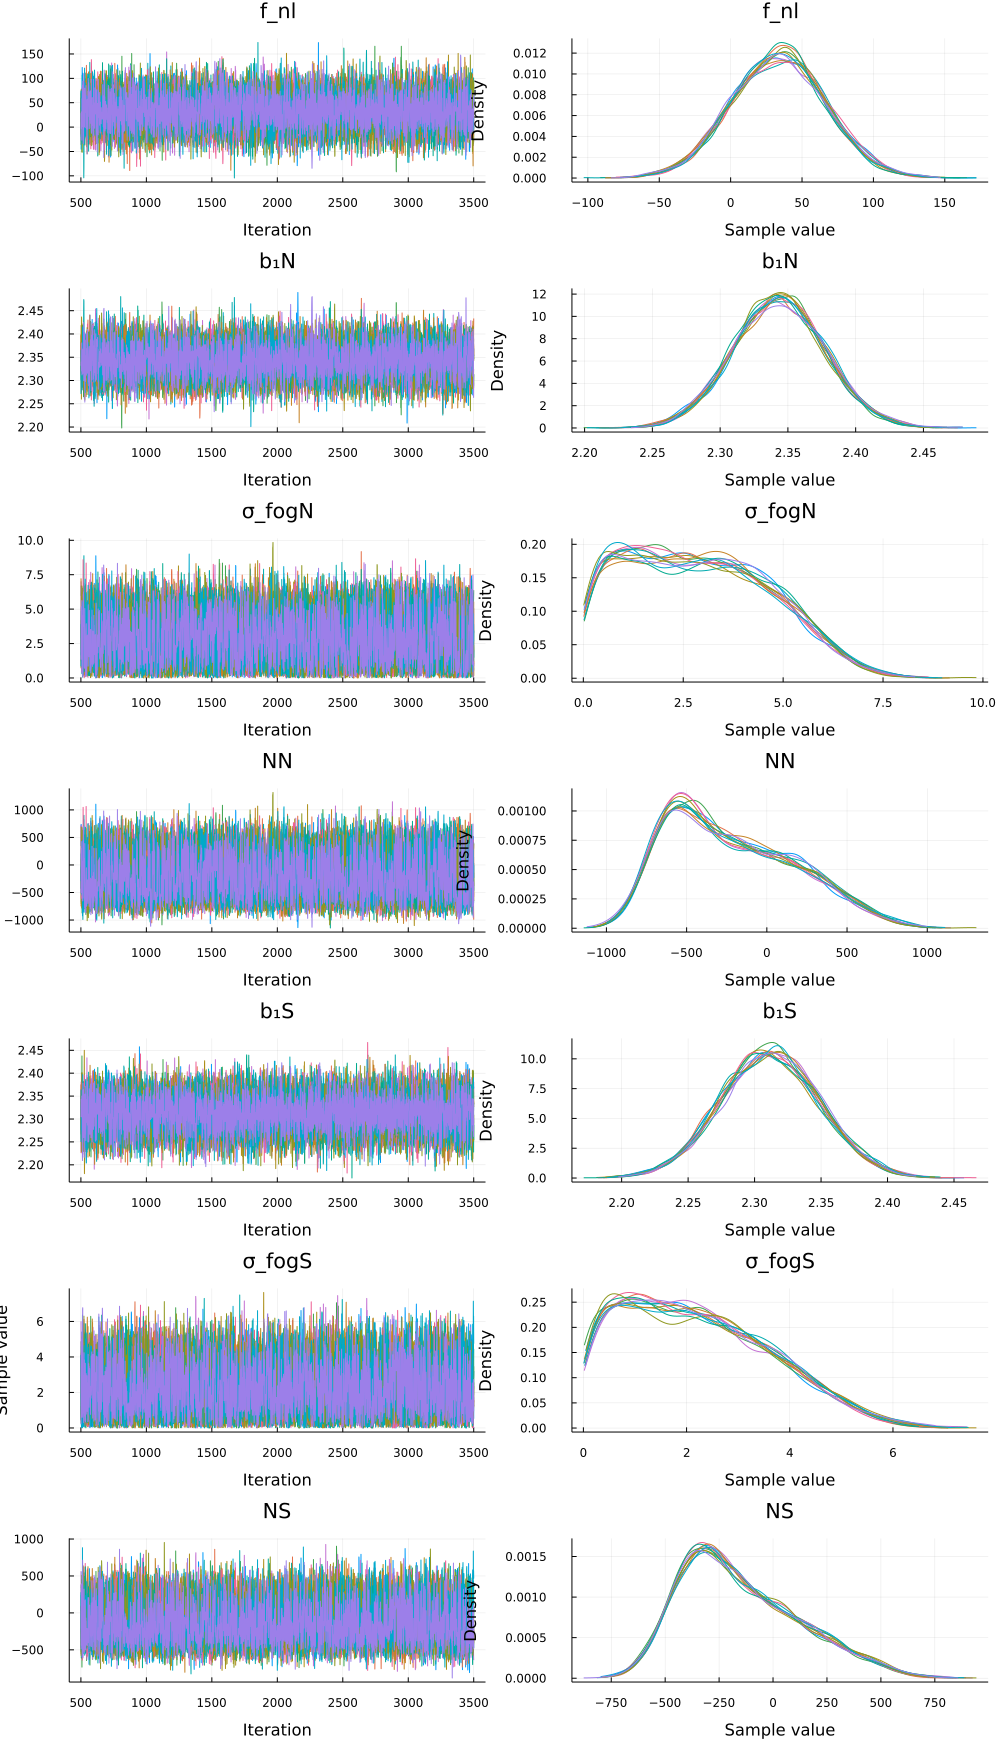 f_nl
f_nl
150
100
50
0
−50
−100
500 1000 1500 2000 2500 3000 3500
Iteration
Density
0.012
0.010
0.008
0.006
0.004
0.002
0.000
−100 −50 0 50 100 150
Sample value
b₁N
b₁N
2.45
2.40
2.35
2.30
2.25
2.20
500 1000 1500 2000 2500 3000 3500
Iteration
Density
12
10
8
6
4
2
0
2.20 2.25 2.30 2.35 2.40 2.45
Sample value
σ_fogN
σ_fogN
10.0
7.5
5.0
2.5
0.0
500 1000 1500 2000 2500 3000 3500
Iteration
Density
0.20
0.15
0.10
0.05
0.00
0.0 2.5 5.0 7.5 10.0
Sample value
NN
NN
1000
500
0
−500
−1000
500 1000 1500 2000 2500 3000 3500
Iteration
Density
0.00100
0.00075
0.00050
0.00025
0.00000
−1000 −500 0 500 1000
Sample value
b₁S
b₁S
2.45
2.40
2.35
2.30
2.25
2.20
500 1000 1500 2000 2500 3000 3500
Iteration
Density
10.0
7.5
5.0
2.5
0.0
2.20 2.25 2.30 2.35 2.40 2.45
Sample value
σ_fogS
σ_fogS
Sample value
6
4
2
0
500 1000 1500 2000 2500 3000 3500
Iteration
Density
0.25
0.20
0.15
0.10
0.05
0.00
0 2 4 6
Sample value
NS
NS
1000
500
0
−500
500 1000 1500 2000 2500 3000 3500
Iteration
Density
0.0015
0.0010
0.0005
0.0000
−750 −500 −250 0 250 500 750
Sample value